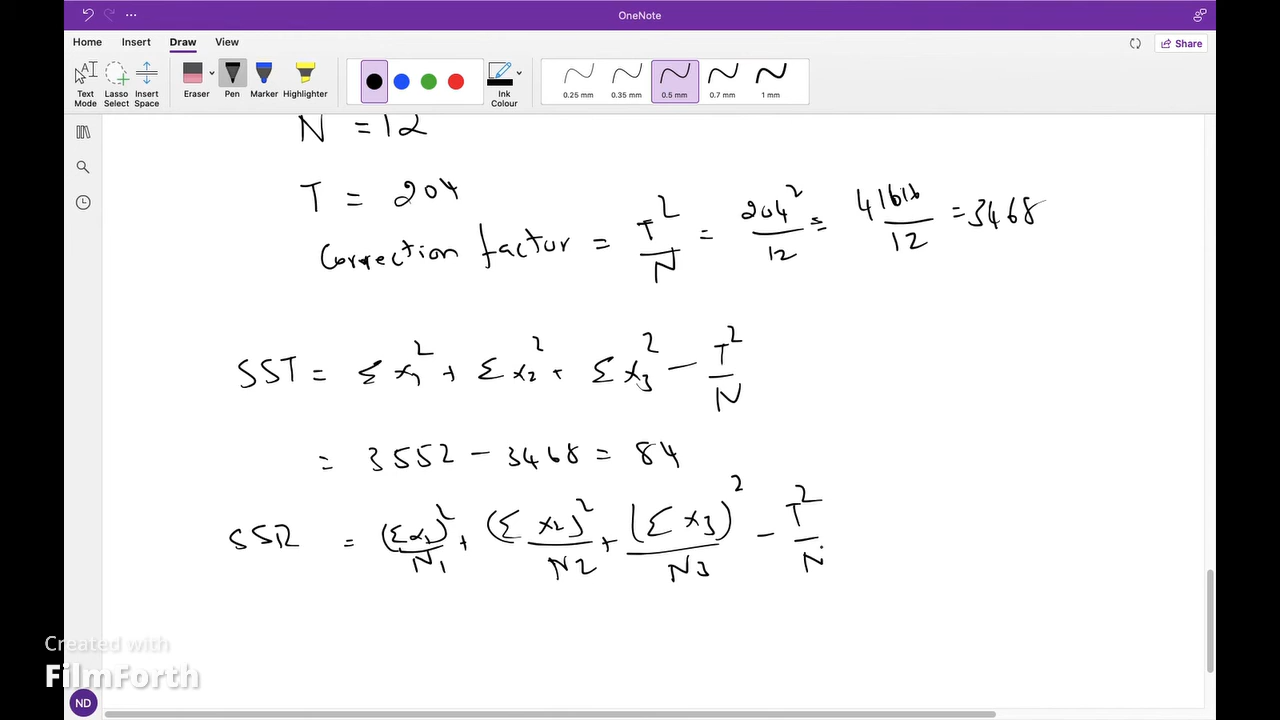 OneNote
Home Insert Draw View Share
Text Mode Lasso Select Insert Space Eraser Pen Marker Highlighter Ink Colour 0.25 mm 0.35 mm 0.5 mm 0.7 mm 1 mm
N = 12
T = 204
Correction factor = T²/N = 204²/12 = 41616/12 = 3468
SST = Σx₁² + Σx₂² + Σx₃² − T²/N
= 3552 − 3468 = 84
SSR = (Σx₁)²/N₁ + (Σx₂)²/N2 + (Σx3)²/N3 − T²/N
Created with
FilmForth
ND